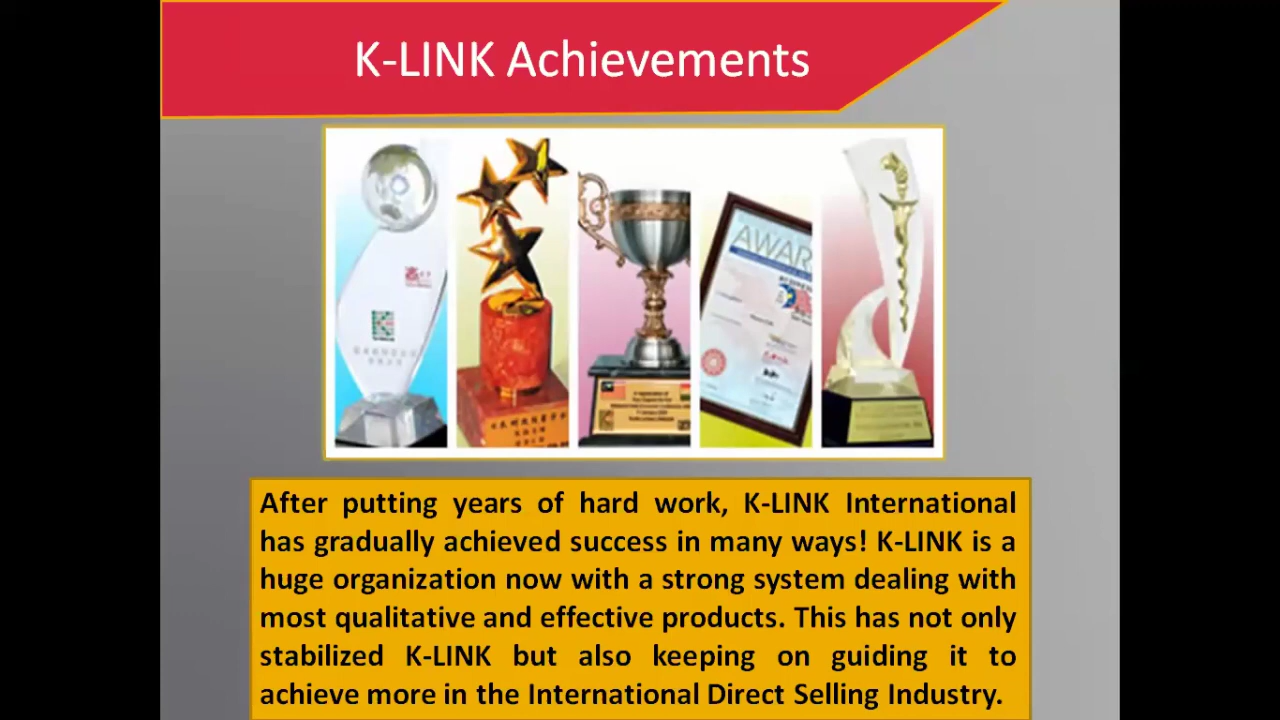 K-LINK Achievements
AWAR
After putting years of hard work, K-LINK International
has gradually achieved success in many ways! K-LINK is a
huge organization now with a strong system dealing with
most qualitative and effective products. This has not only
stabilized K-LINK but also keeping on guiding it to
achieve more in the International Direct Selling Industry.